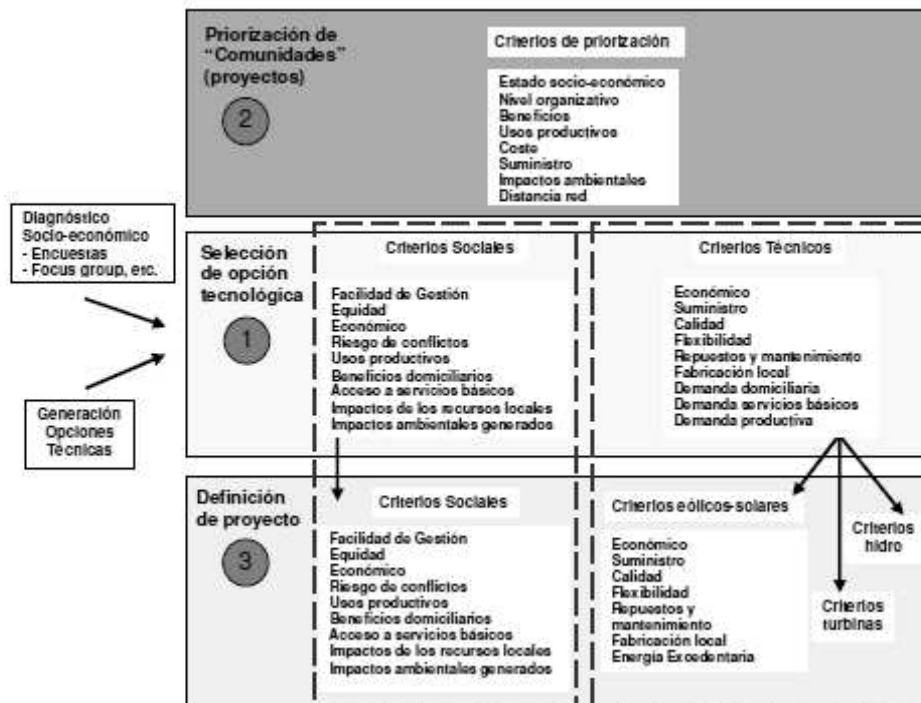 Priorización de
“Comunidades”
(proyectos)
2
Criterios de priorización
Estado socio-económico
Nivel organizativo
Beneficios
Usos productivos
Coste
Suministro
Impactos ambientales
Distancia red
Diagnóstico
Socio-económico
- Encuestas
- Focus group, etc.
Generación
Opciones
Técnicas
Selección
de opción
tecnológica
1
Criterios Sociales
Facilidad de Gestión
Equidad
Económico
Riesgo de conflictos
Usos productivos
Beneficios domiciliarios
Acceso a servicios básicos
Impactos de los recursos locales
Impactos ambientales generados
Criterios Técnicos
Económico
Suministro
Calidad
Flexibilidad
Repuestos y mantenimiento
Fabricación local
Demanda domiciliaria
Demanda servicios básicos
Demanda productiva
Definición
de proyecto
3
Criterios Sociales
Facilidad de Gestión
Equidad
Económico
Riesgo de conflictos
Usos productivos
Beneficios domiciliarios
Acceso a servicios básicos
Impactos de los recursos locales
Impactos ambientales generados
Criterios eólicos-solares
Económico
Suministro
Calidad
Flexibilidad
Repuestos y
mantenimiento
Fabricación local
Energía Excedentaria
Criterios
turbinas
Criterios
hidro